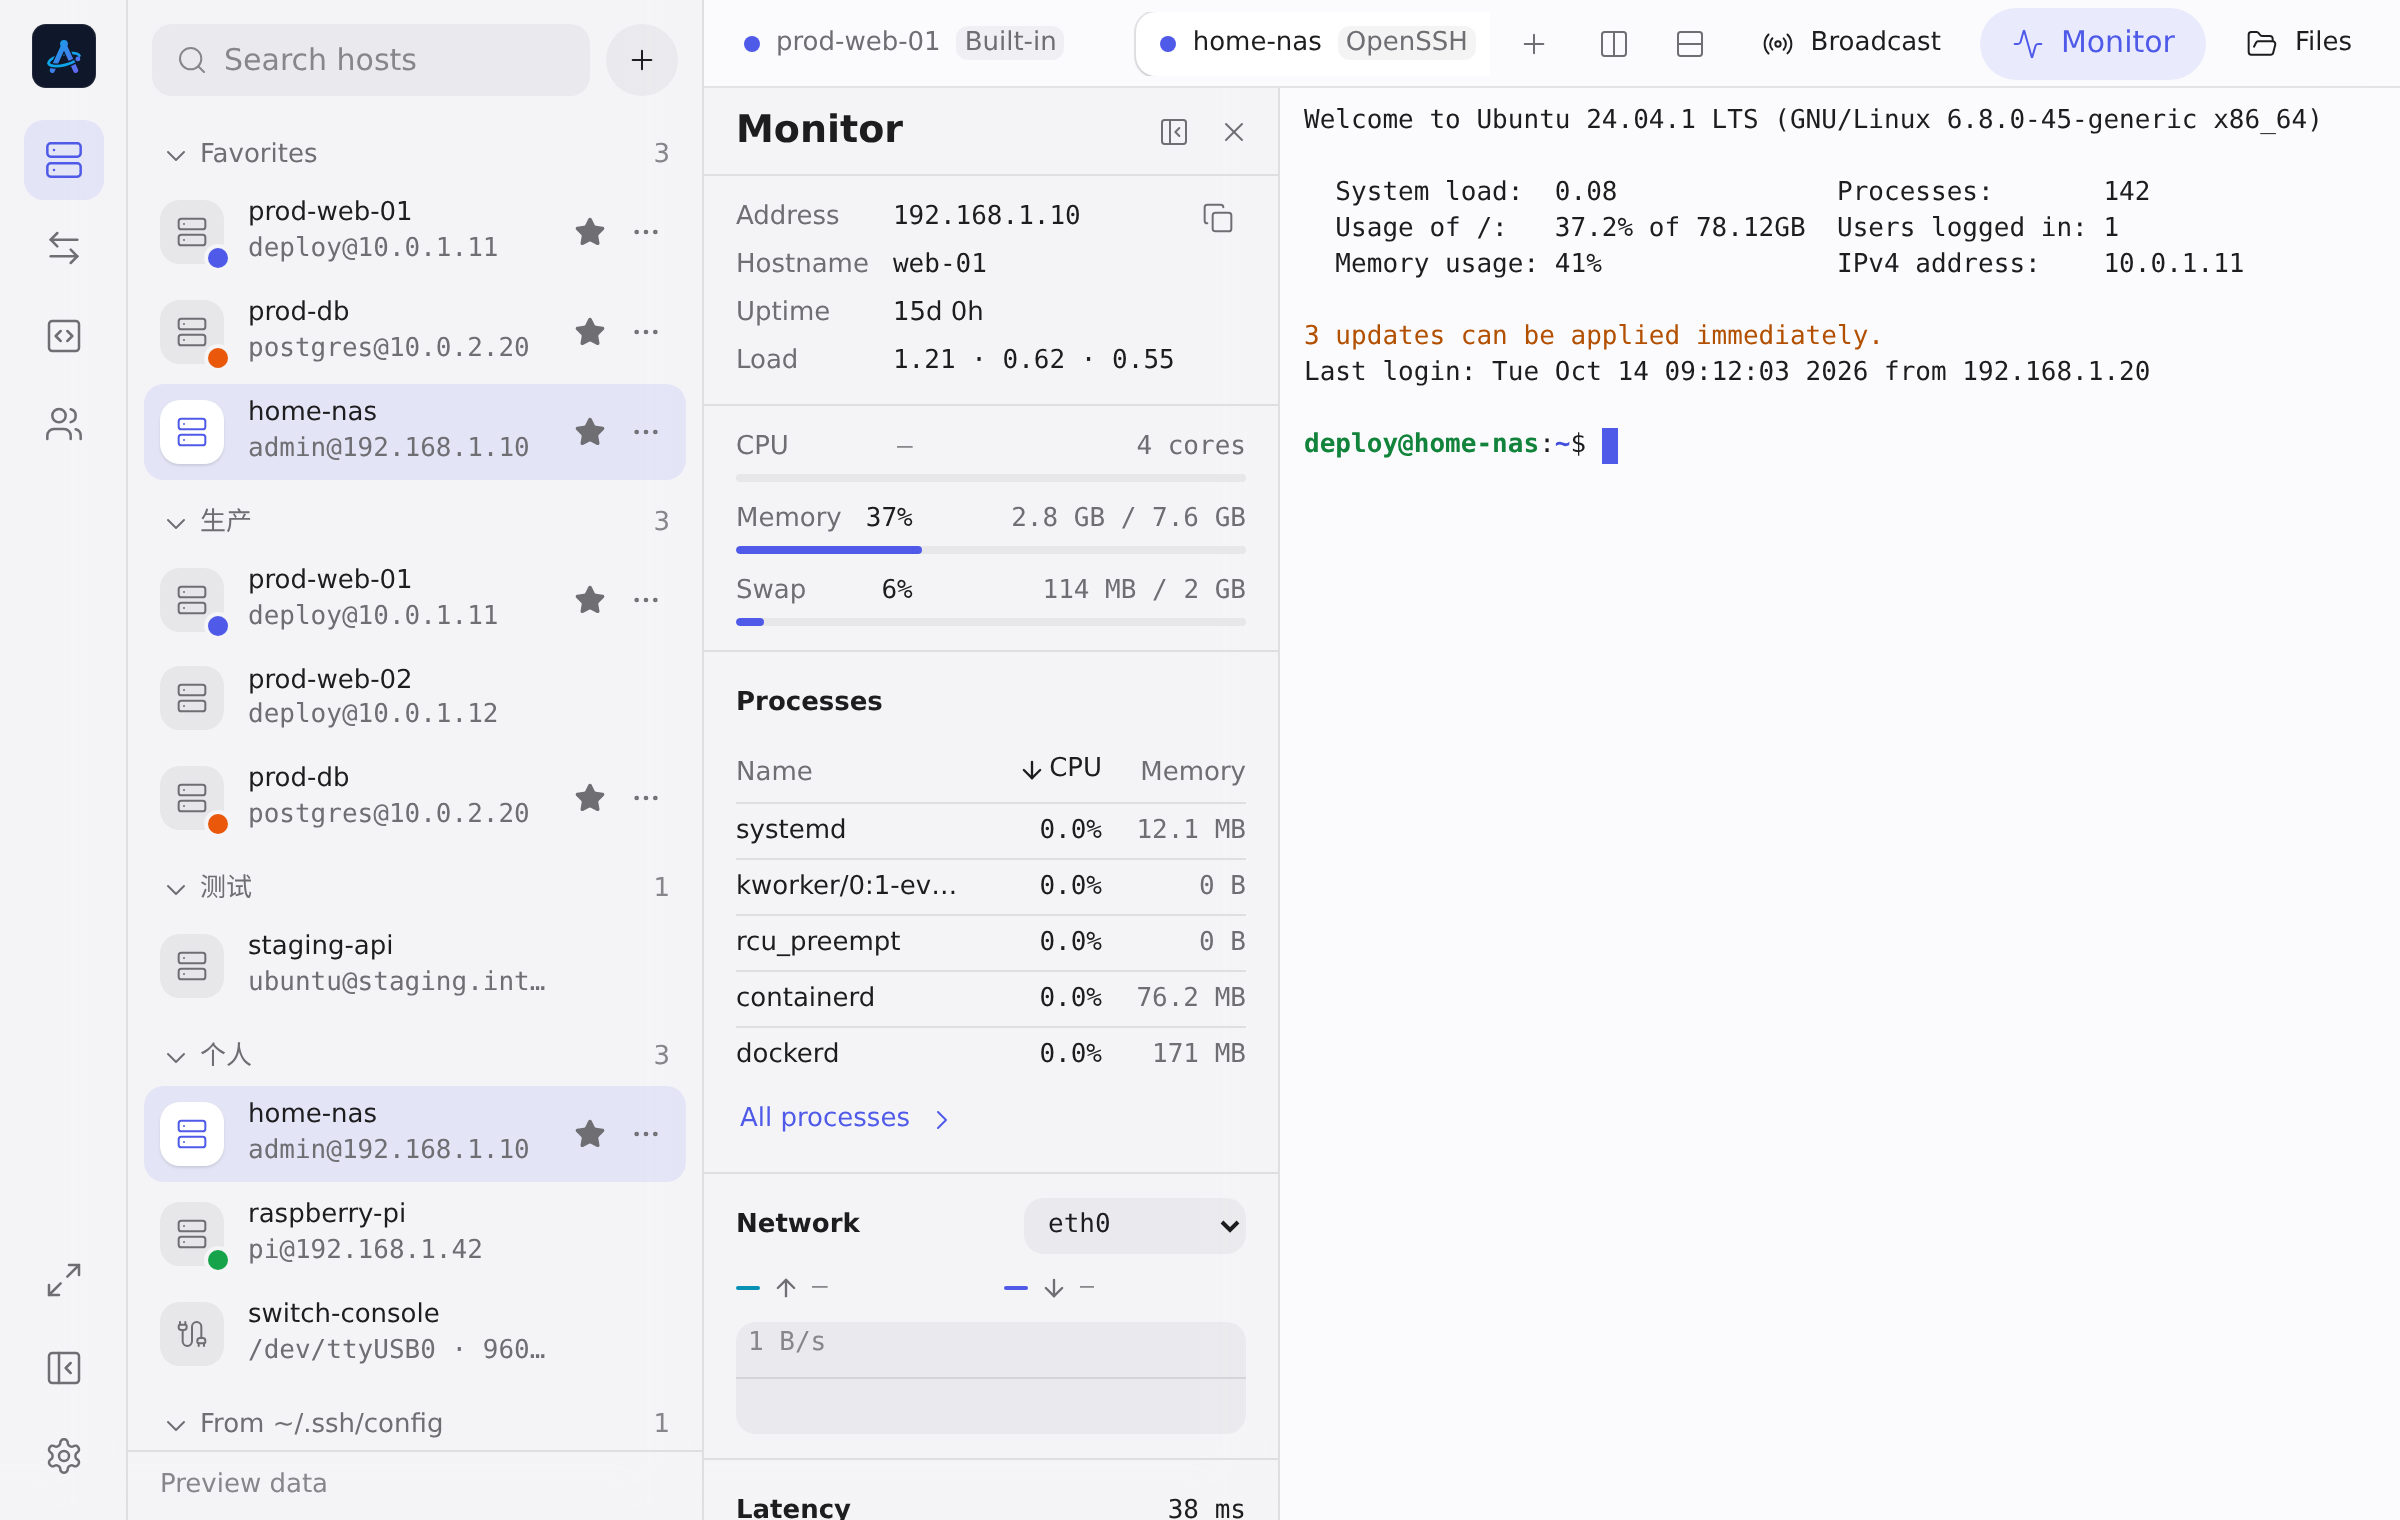 Search hosts
Favorites 3
prod-web-01
deploy@10.0.1.11
prod-db
postgres@10.0.2.20
home-nas
admin@192.168.1.10
生产 3
prod-web-01
deploy@10.0.1.11
prod-web-02
deploy@10.0.1.12
prod-db
postgres@10.0.2.20
测试 1
staging-api
ubuntu@staging.int…
个人 3
home-nas
admin@192.168.1.10
raspberry-pi
pi@192.168.1.42
switch-console
/dev/ttyUSB0 · 960…
From ~/.ssh/config 1
Preview data
prod-web-01 Built-in home-nas OpenSSH Broadcast Monitor Files
Monitor
Address 192.168.1.10
Hostname web-01
Uptime 15d 0h
Load 1.21 · 0.62 · 0.55
CPU – 4 cores
Memory 37% 2.8 GB / 7.6 GB
Swap 6% 114 MB / 2 GB
Processes
Name ↓ CPU Memory
systemd 0.0% 12.1 MB
kworker/0:1-ev… 0.0% 0 B
rcu_preempt 0.0% 0 B
containerd 0.0% 76.2 MB
dockerd 0.0% 171 MB
All processes
Network eth0
↑ – ↓ –
1 B/s
Latency 38 ms
Welcome to Ubuntu 24.04.1 LTS (GNU/Linux 6.8.0-45-generic x86_64)
System load: 0.08 Processes: 142
Usage of /: 37.2% of 78.12GB Users logged in: 1
Memory usage: 41% IPv4 address: 10.0.1.11
3 updates can be applied immediately.
Last login: Tue Oct 14 09:12:03 2026 from 192.168.1.20
deploy@home-nas:~$